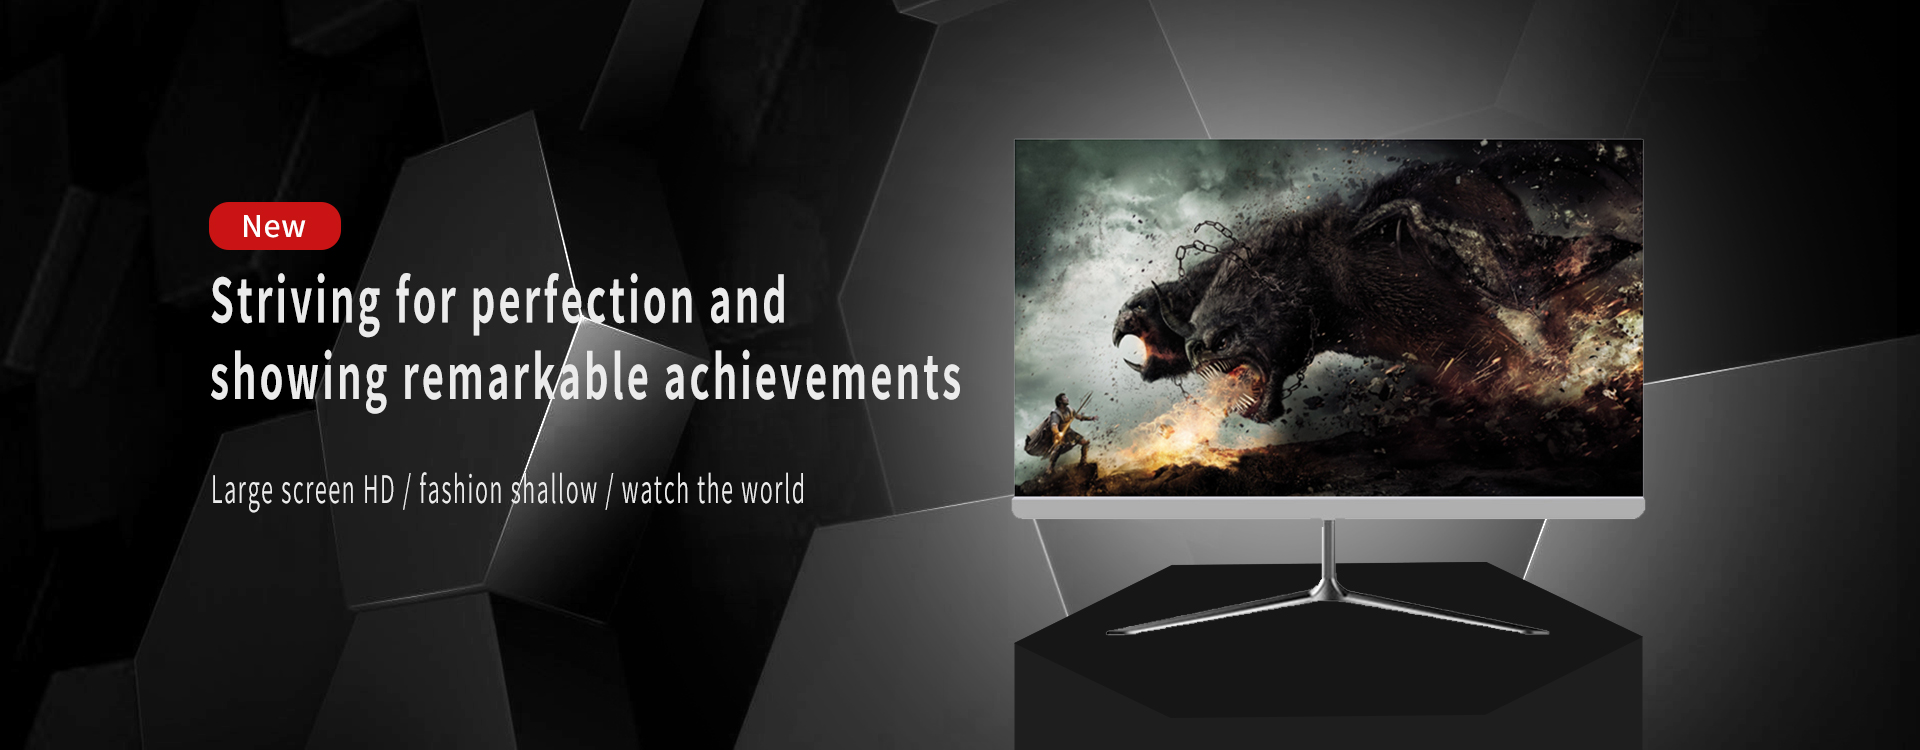 New
Striving for perfection and
showing remarkable achievements
Large screen HD / fashion shallow / watch the world